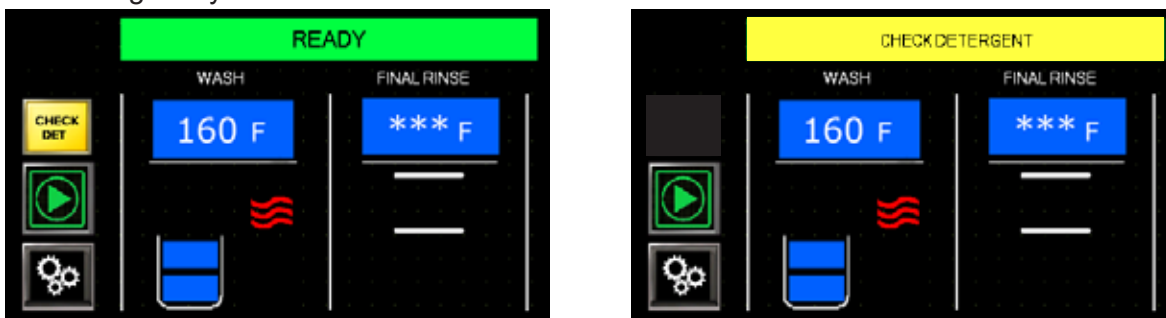 READY
WASH FINAL RINSE
CHECK
DET
160 F *** F
CHECK DETERGENT
WASH FINAL RINSE
160 F *** F